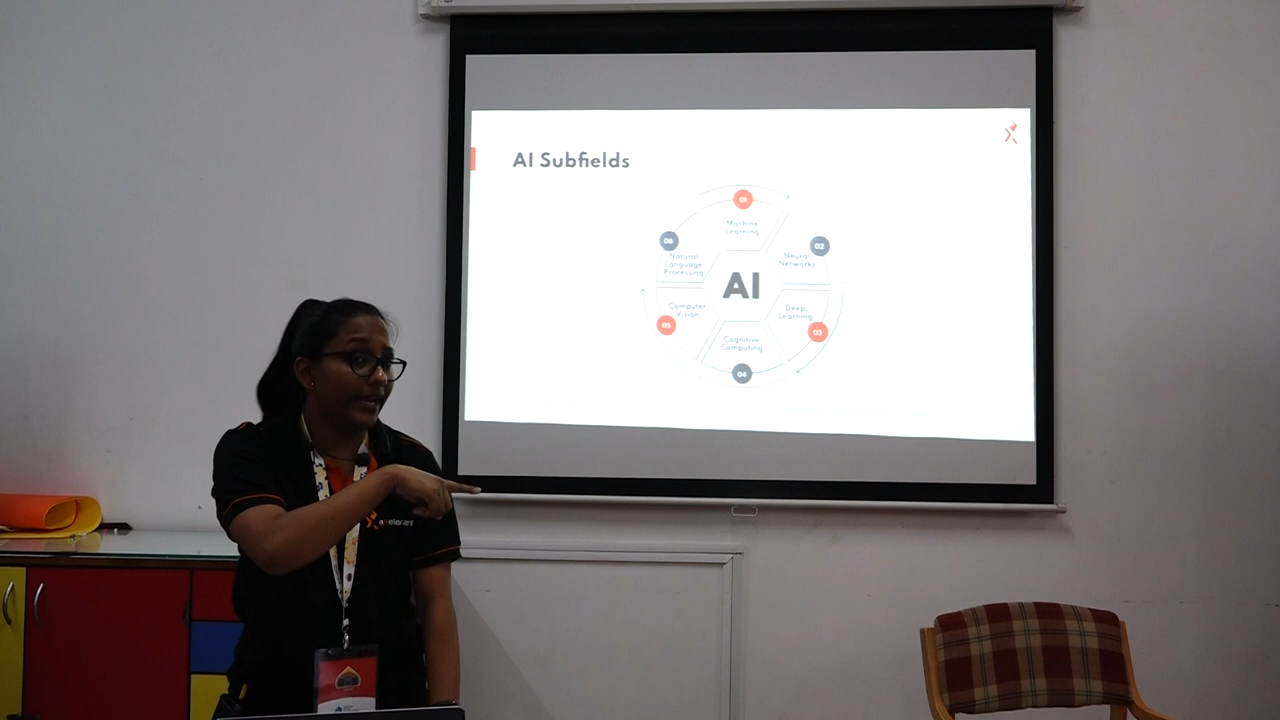 AI Subfields
01
Machine
Learning
02
Neural
Networks
03
Deep
Learning
04
Cognitive
Computing
05
Computer
Vision
06
Natural
Language
Processing
AI
axelerant